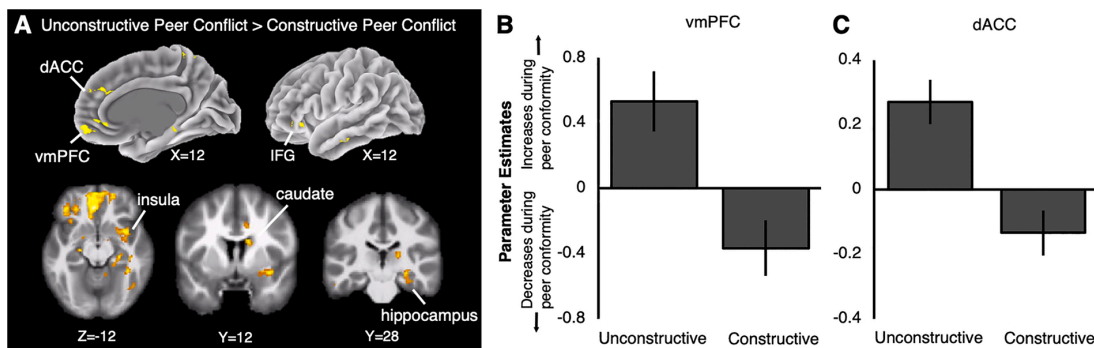 A Unconstructive Peer Conflict > Constructive Peer Conflict
dACC
vmPFC
X=12
IFG
X=12
insula
caudate
hippocampus
Z=-12
Y=12
Y=28
B
vmPFC
Parameter Estimates
Increases during
peer conformity
Decreases during
peer conformity
0.8
0.4
0
-0.4
-0.8
Unconstructive Constructive
C
dACC
0.4
0.2
0
-0.2
-0.4
Unconstructive Constructive